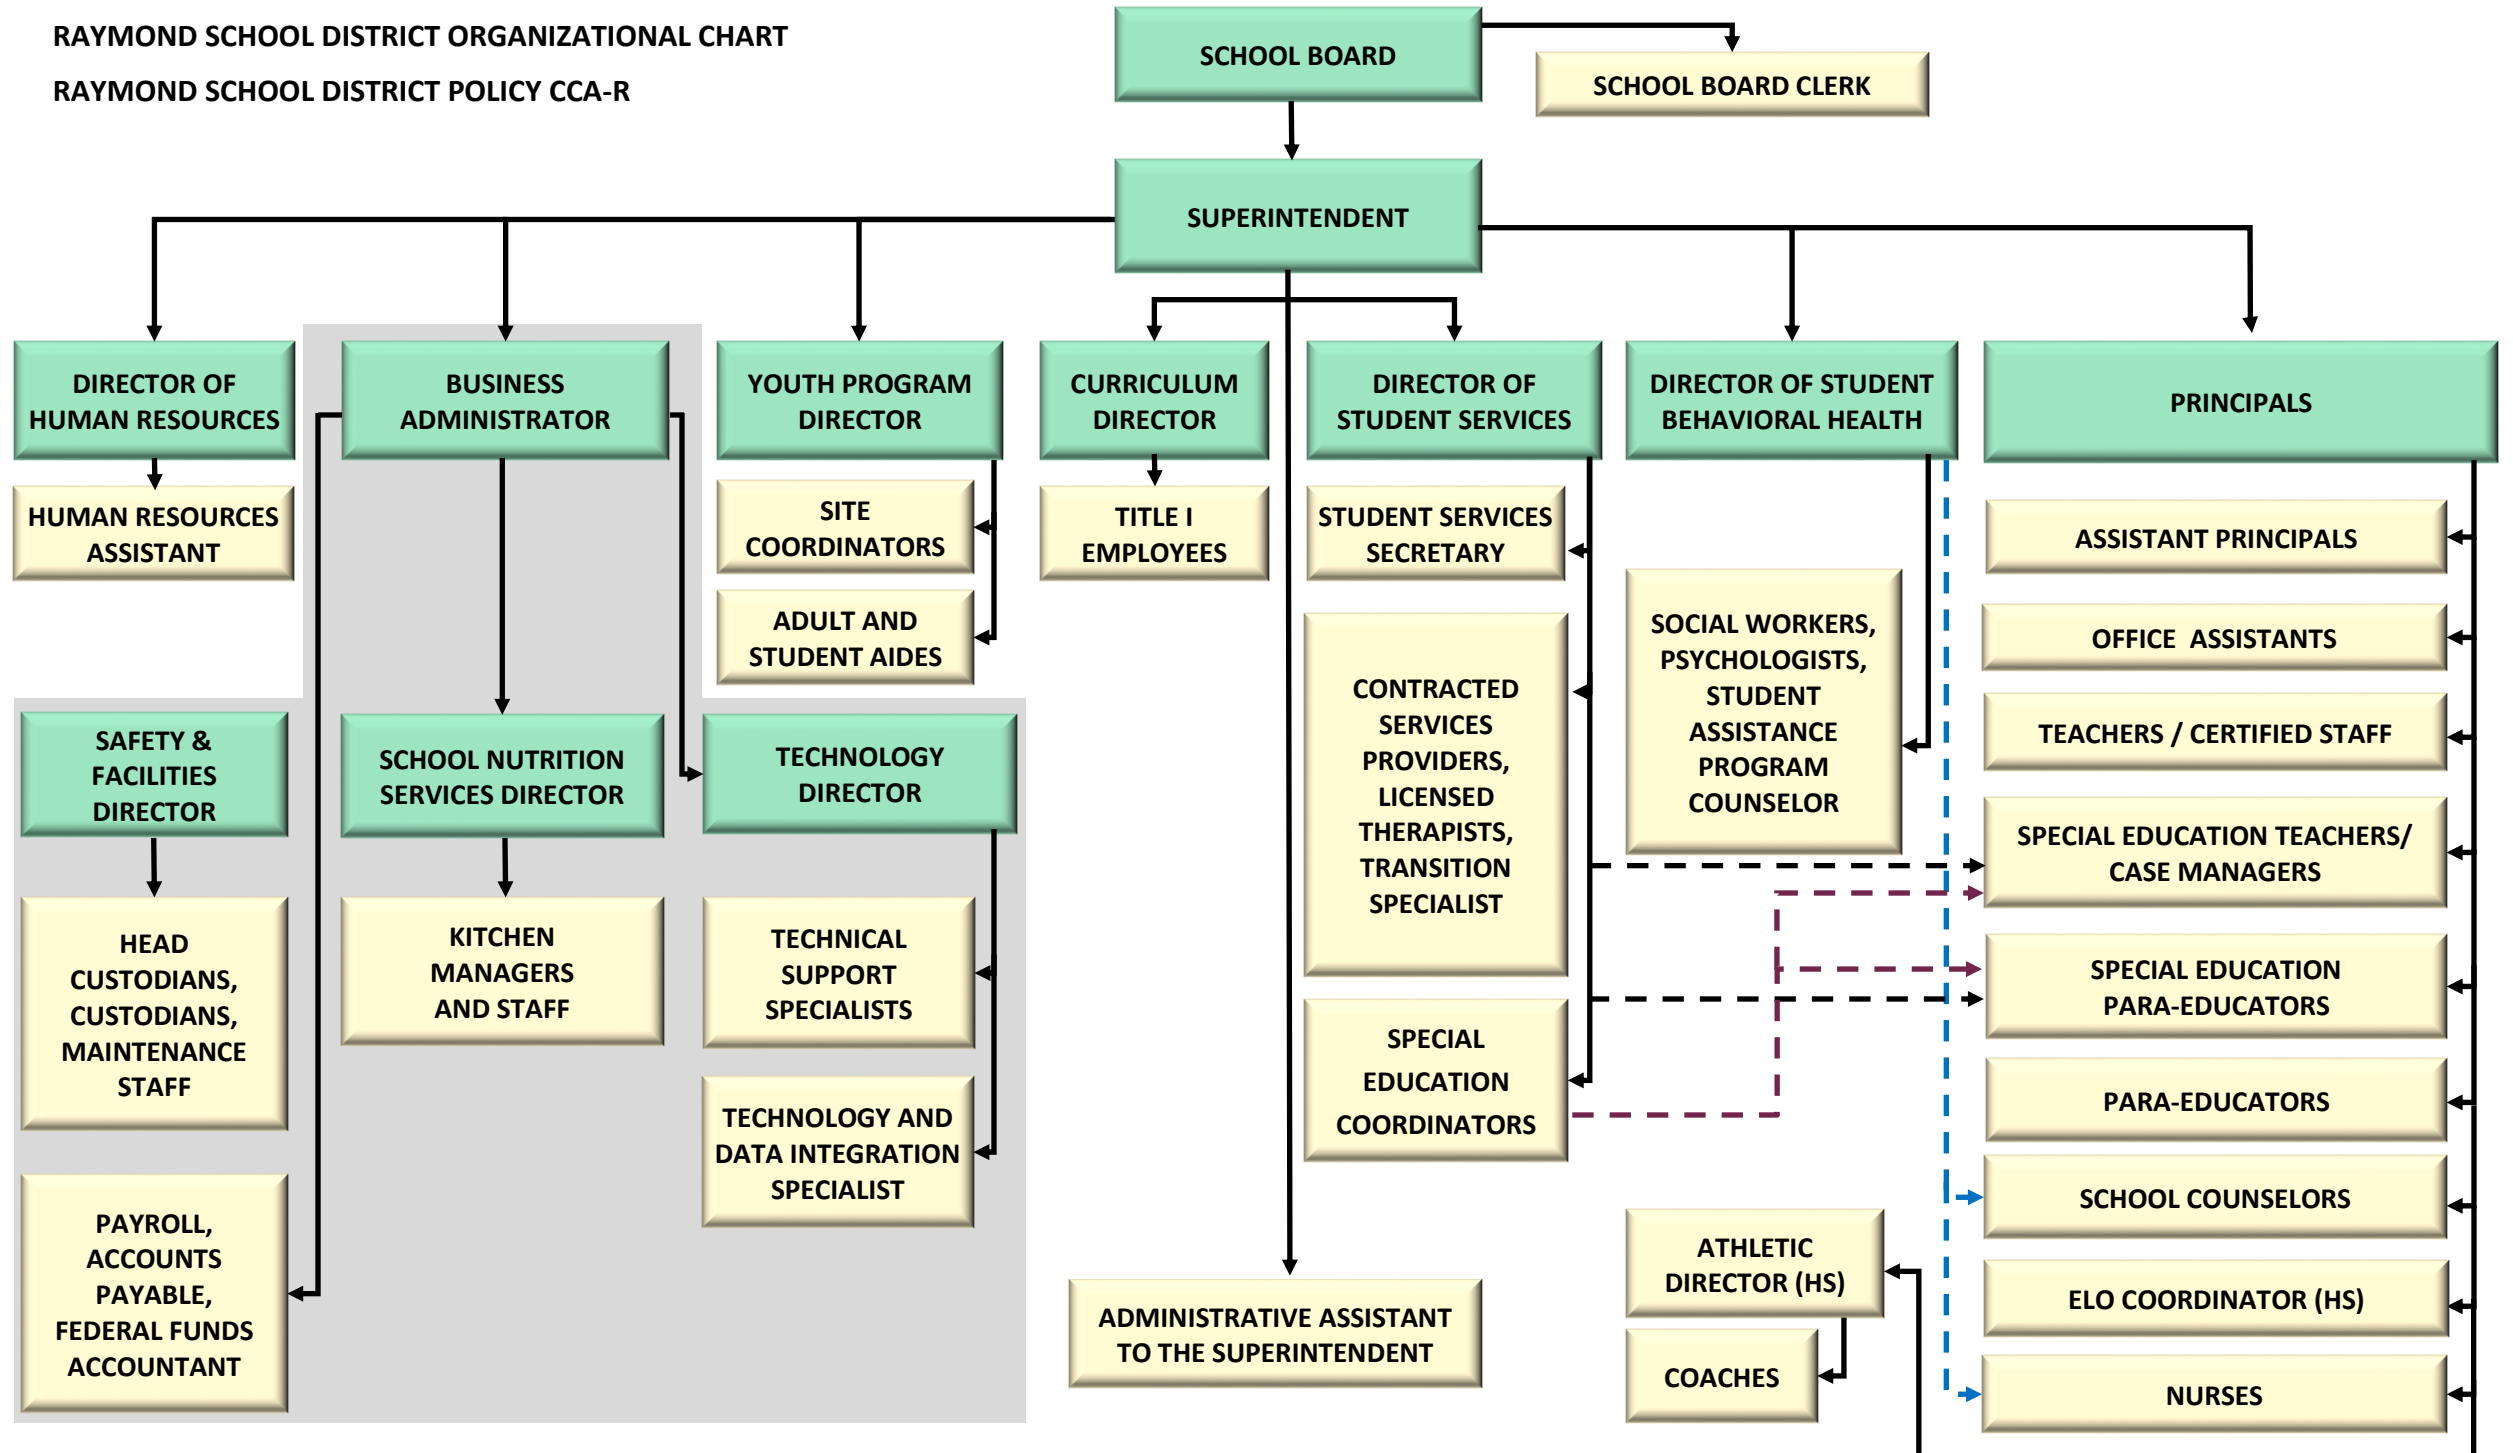 RAYMOND SCHOOL DISTRICT ORGANIZATIONAL CHART
RAYMOND SCHOOL DISTRICT POLICY CCA-R
SCHOOL BOARD
SCHOOL BOARD CLERK
SUPERINTENDENT
DIRECTOR OF
HUMAN RESOURCES
BUSINESS
ADMINISTRATOR
YOUTH PROGRAM
DIRECTOR
CURRICULUM
DIRECTOR
DIRECTOR OF
STUDENT SERVICES
DIRECTOR OF STUDENT
BEHAVIORAL HEALTH
PRINCIPALS
HUMAN RESOURCES
ASSISTANT
SITE
COORDINATORS
ADULT AND
STUDENT AIDES
TITLE I
EMPLOYEES
STUDENT SERVICES
SECRETARY
CONTRACTED
SERVICES
PROVIDERS,
LICENSED
THERAPISTS,
TRANSITION
SPECIALIST
SPECIAL
EDUCATION
COORDINATORS
SOCIAL WORKERS,
PSYCHOLOGISTS,
STUDENT
ASSISTANCE
PROGRAM
COUNSELOR
ASSISTANT PRINCIPALS
OFFICE  ASSISTANTS
TEACHERS / CERTIFIED STAFF
SPECIAL EDUCATION TEACHERS/
CASE MANAGERS
SPECIAL EDUCATION
PARA-EDUCATORS
PARA-EDUCATORS
SCHOOL COUNSELORS
ELO COORDINATOR (HS)
NURSES
SAFETY &
FACILITIES
DIRECTOR
SCHOOL NUTRITION
SERVICES DIRECTOR
TECHNOLOGY
DIRECTOR
HEAD
CUSTODIANS,
CUSTODIANS,
MAINTENANCE
STAFF
KITCHEN
MANAGERS
AND STAFF
TECHNICAL
SUPPORT
SPECIALISTS
TECHNOLOGY AND
DATA INTEGRATION
SPECIALIST
PAYROLL,
ACCOUNTS
PAYABLE,
FEDERAL FUNDS
ACCOUNTANT
ADMINISTRATIVE ASSISTANT
TO THE SUPERINTENDENT
ATHLETIC
DIRECTOR (HS)
COACHES